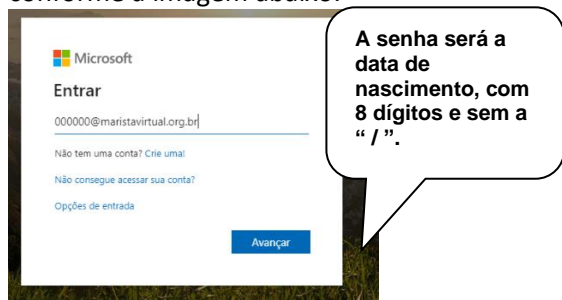 conforme a imagem abaixo.
Microsoft
Entrar
000000@maristavirtual.org.br
Não tem uma conta? Crie uma!
Não consegue acessar sua conta?
Opções de entrada
Avançar
A senha será a
data de
nascimento, com
8 dígitos e sem a
“ / ”.